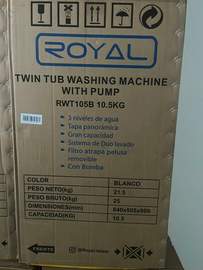 ROYAL
TWIN TUB WASHING MACHINE
WITH PUMP
RWT105B 10.5KG
3 niveles de agua
Tapa panorámica
Gran capacidad
Sistema de Duo lavado
Filtro atrapa pelusa
removible
Con Bomba
COLOR BLANCO
PESO NETO(kg) 21.5
PESO BRUTO(kg) 25
DIMENSIONES(mm)
CAPACIDAD(KG) 10.5